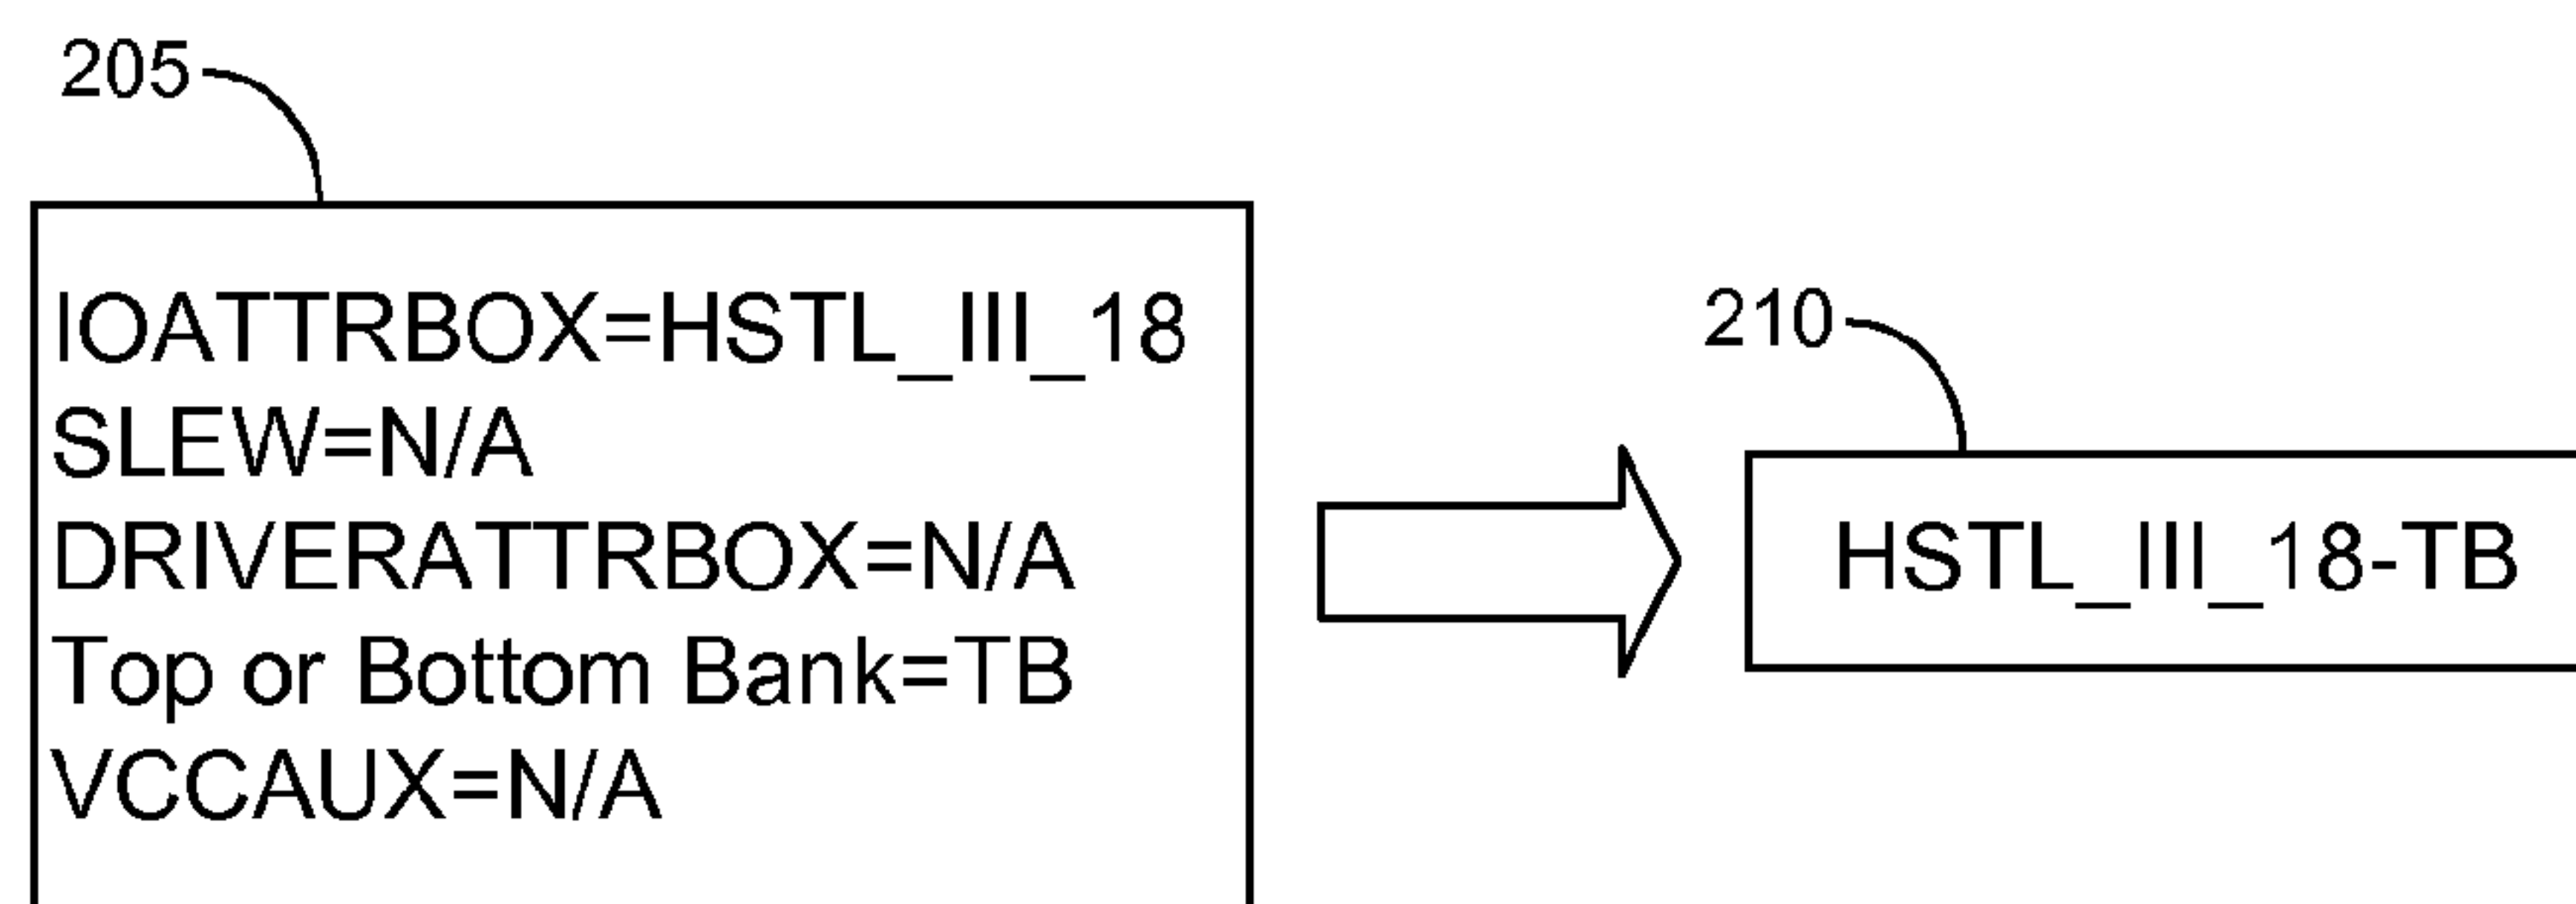 205
IOATTRBOX=HSTL_III_18
SLEW=N/A
DRIVERATTRBOX=N/A
Top or Bottom Bank=TB
VCCAUX=N/A
210
HSTL_III_18-TB